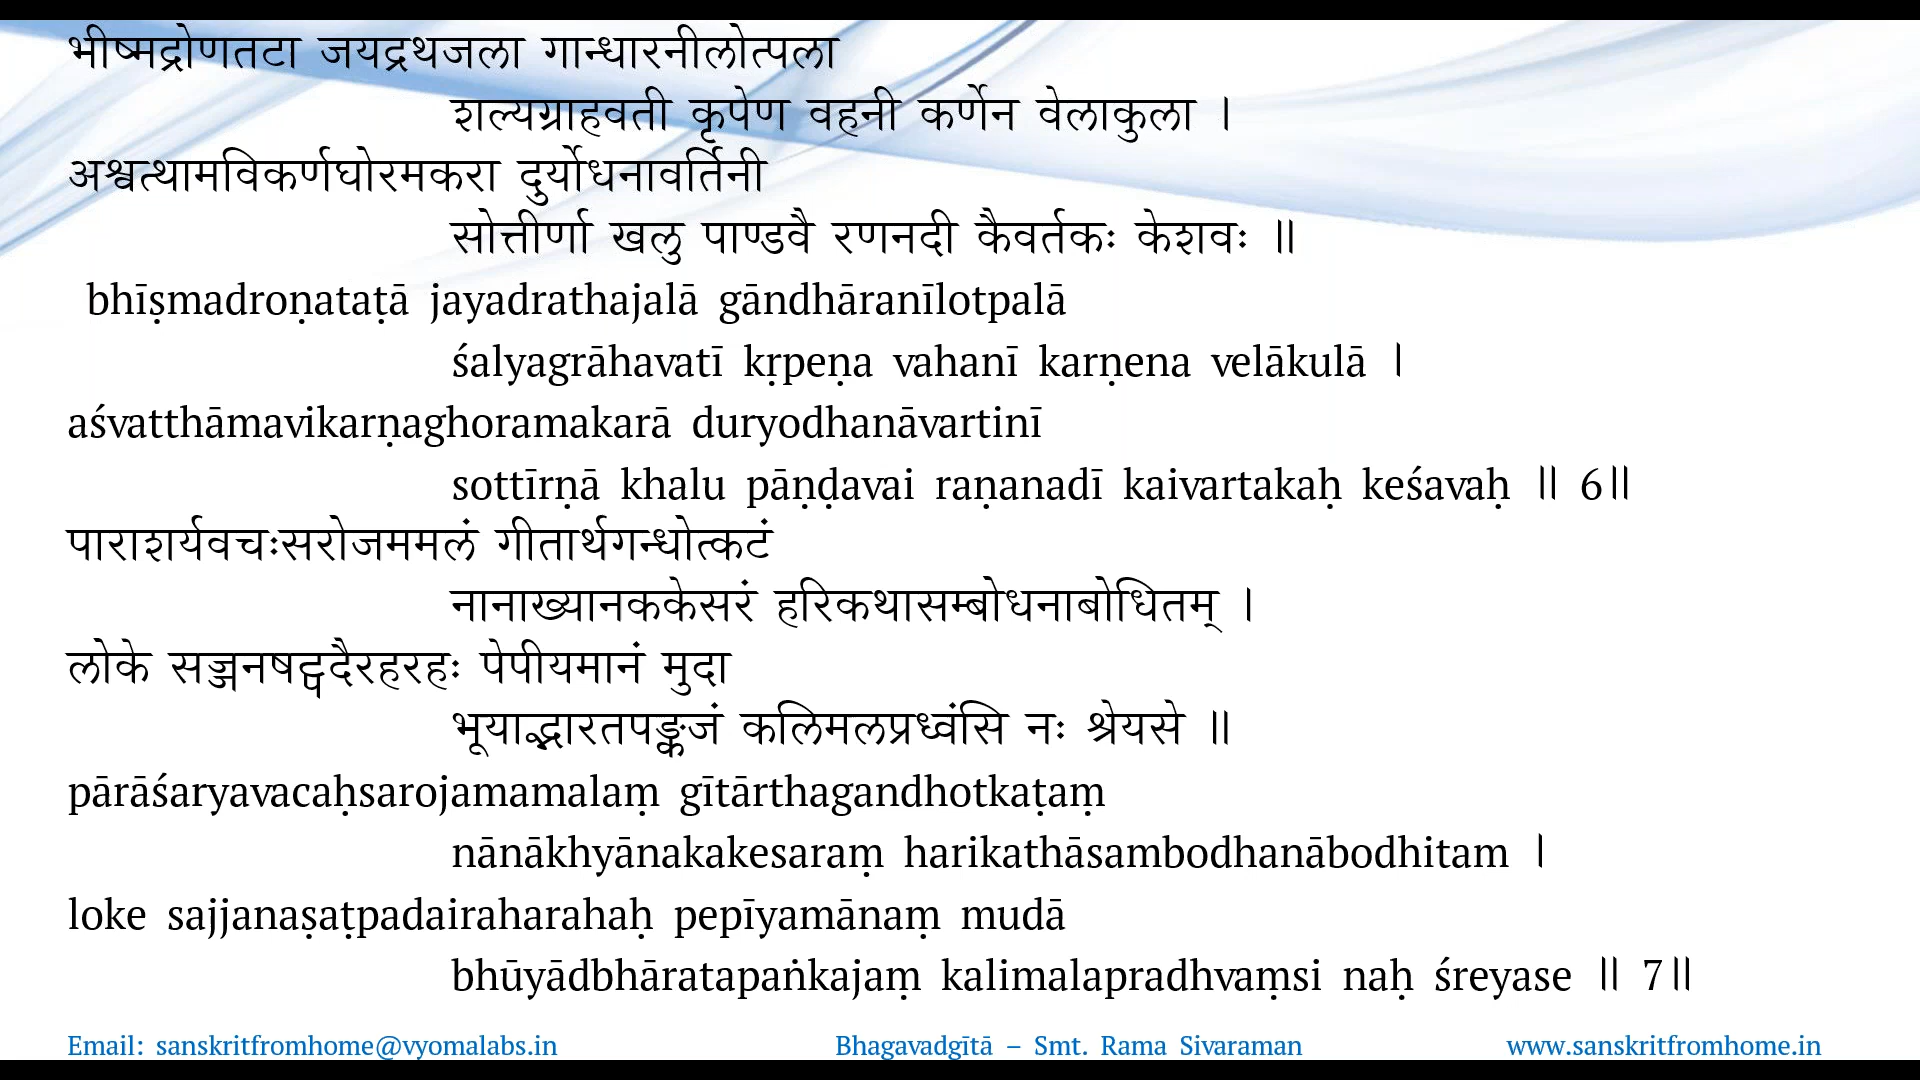 भीष्मद्रोणतटा जयद्रथजला गान्धारनीलोत्पला
शल्यग्राहवती कृपेण वहनी कर्णेन वेलाकुला ।
अश्वत्थामविकर्णघोरमकरा दुर्योधनावर्तिनी
सोत्तीर्णा खलु पाण्डवै रणनदी कैवर्तकः केशवः ॥
bhīṣmadroṇataṭā jayadrathajalā gāndhāranīlotpalā
śalyagrāhavatī kṛpeṇa vahanī karṇena velākulā ।
aśvatthāmavikarṇaghoramakarā duryodhanāvartinī
sottīrṇā khalu pāṇḍavai raṇanadī kaivartakaḥ keśavaḥ ॥ 6॥
पाराशर्यवचःसरोजममलं गीतार्थगन्धोत्कटं
नानाख्यानककेसरं हरिकथासम्बोधनाबोधितम् ।
लोके सज्जनषट्पदैरहरहः पेपीयमानं मुदा
भूयाद्भारतपङ्कजं कलिमलप्रध्वंसि नः श्रेयसे ॥
pārāśaryavacaḥsarojamamalaṃ gītārthagandhotkaṭaṃ
nānākhyānakakesaraṃ harikathāsambodhanābodhitam ।
loke sajjanaṣaṭpadairaharahaḥ pepīyamānaṃ mudā
bhūyādbhāratapaṅkajaṃ kalimalapradhvaṃsi naḥ śreyase ॥ 7॥
Email: sanskritfromhome@vyomalabs.in Bhagavadgītā – Smt. Rama Sivaraman www.sanskritfromhome.in